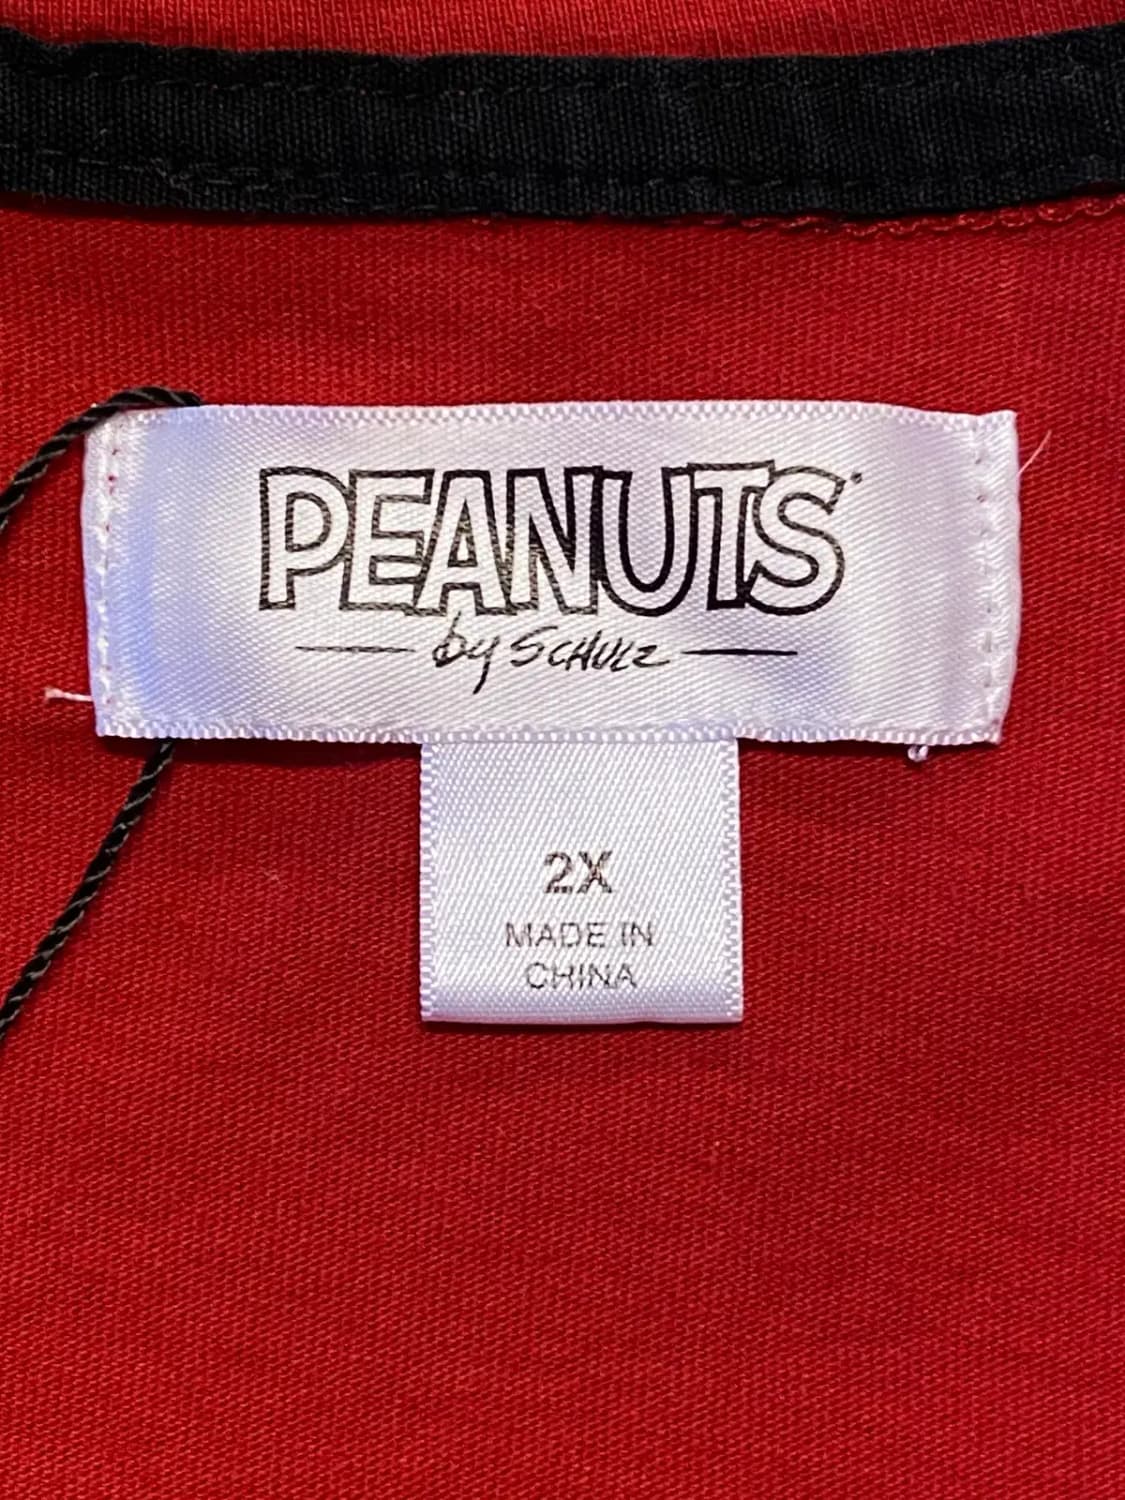 PEANUTS
by SCHULZ
2X
MADE IN
CHINA